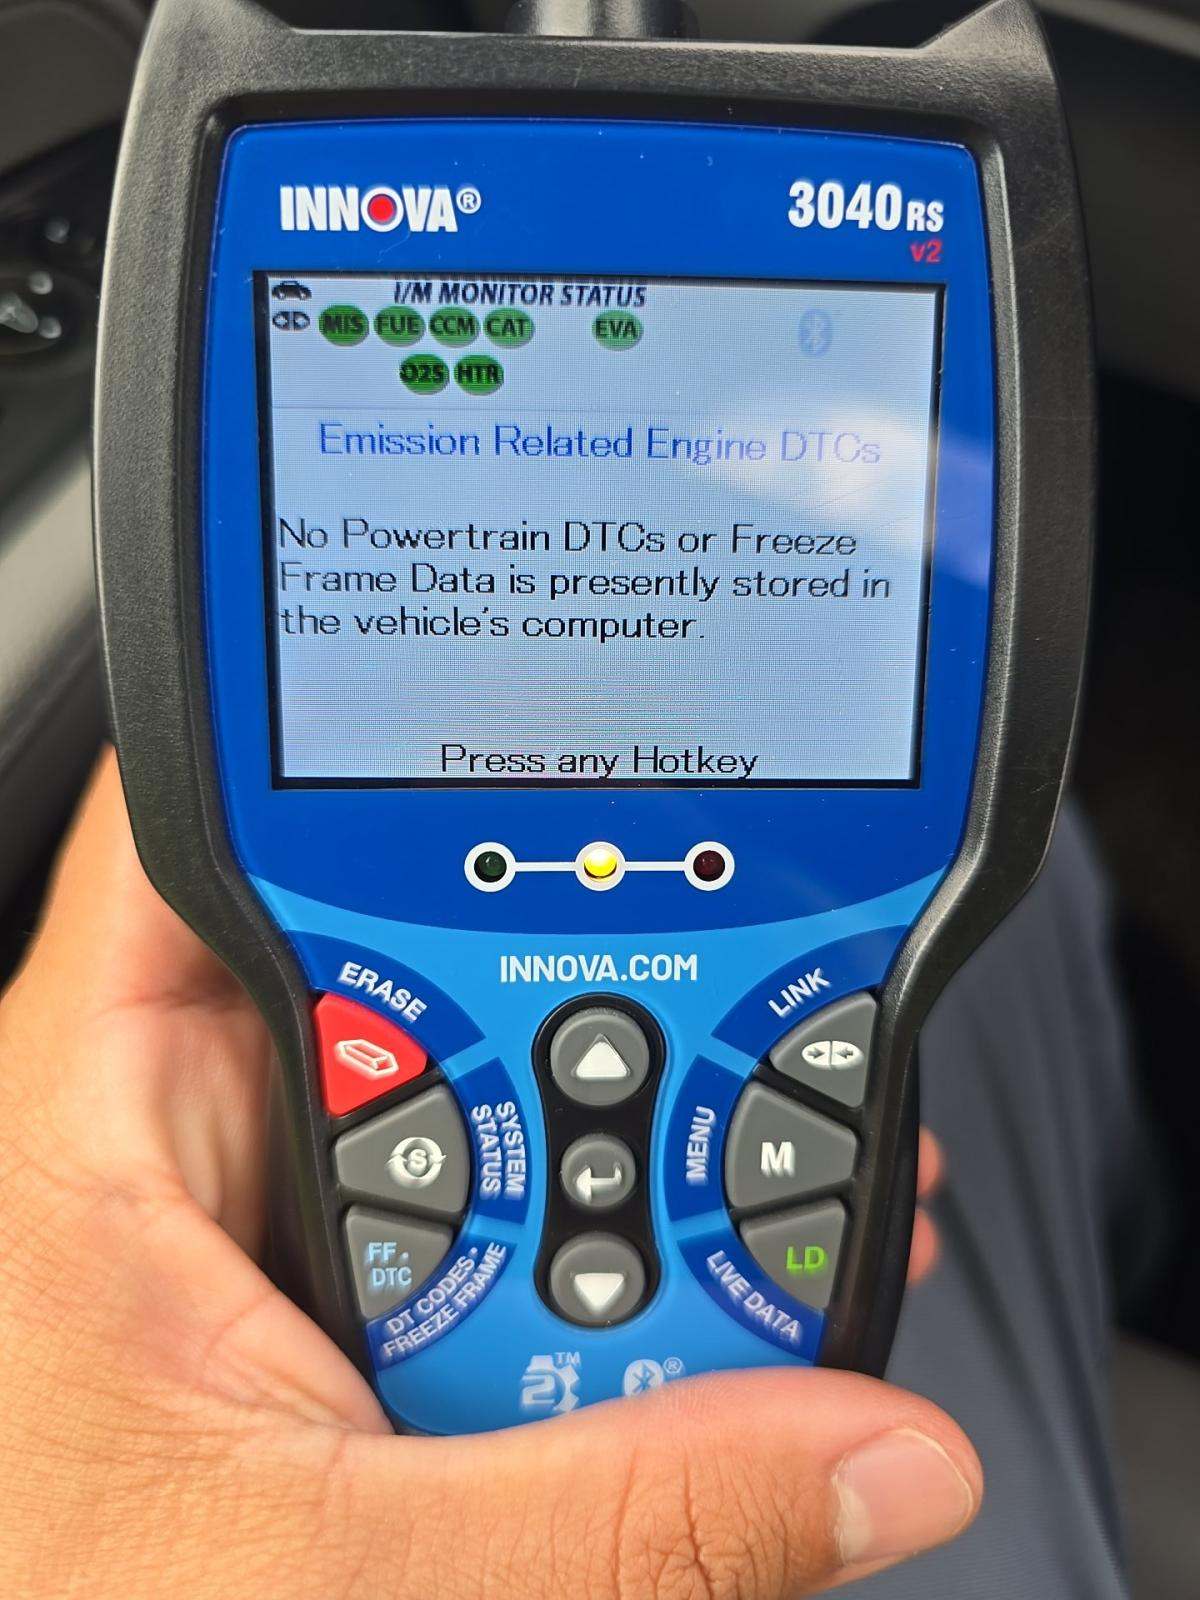 INNOVA®
3040RS
v2
I/M MONITOR STATUS
MIS FUE CCM CAT EVA
O2S HTR
Emission Related Engine DTCs
No Powertrain DTCs or Freeze
Frame Data is presently stored in
the vehicle's computer.
Press any Hotkey
INNOVA.COM
ERASE
LINK
SYSTEM
STATUS
S
MENU
M
FF.
DTC
DT CODES•
FREEZE FRAME
LIVE DATA
LD
2 TM
®